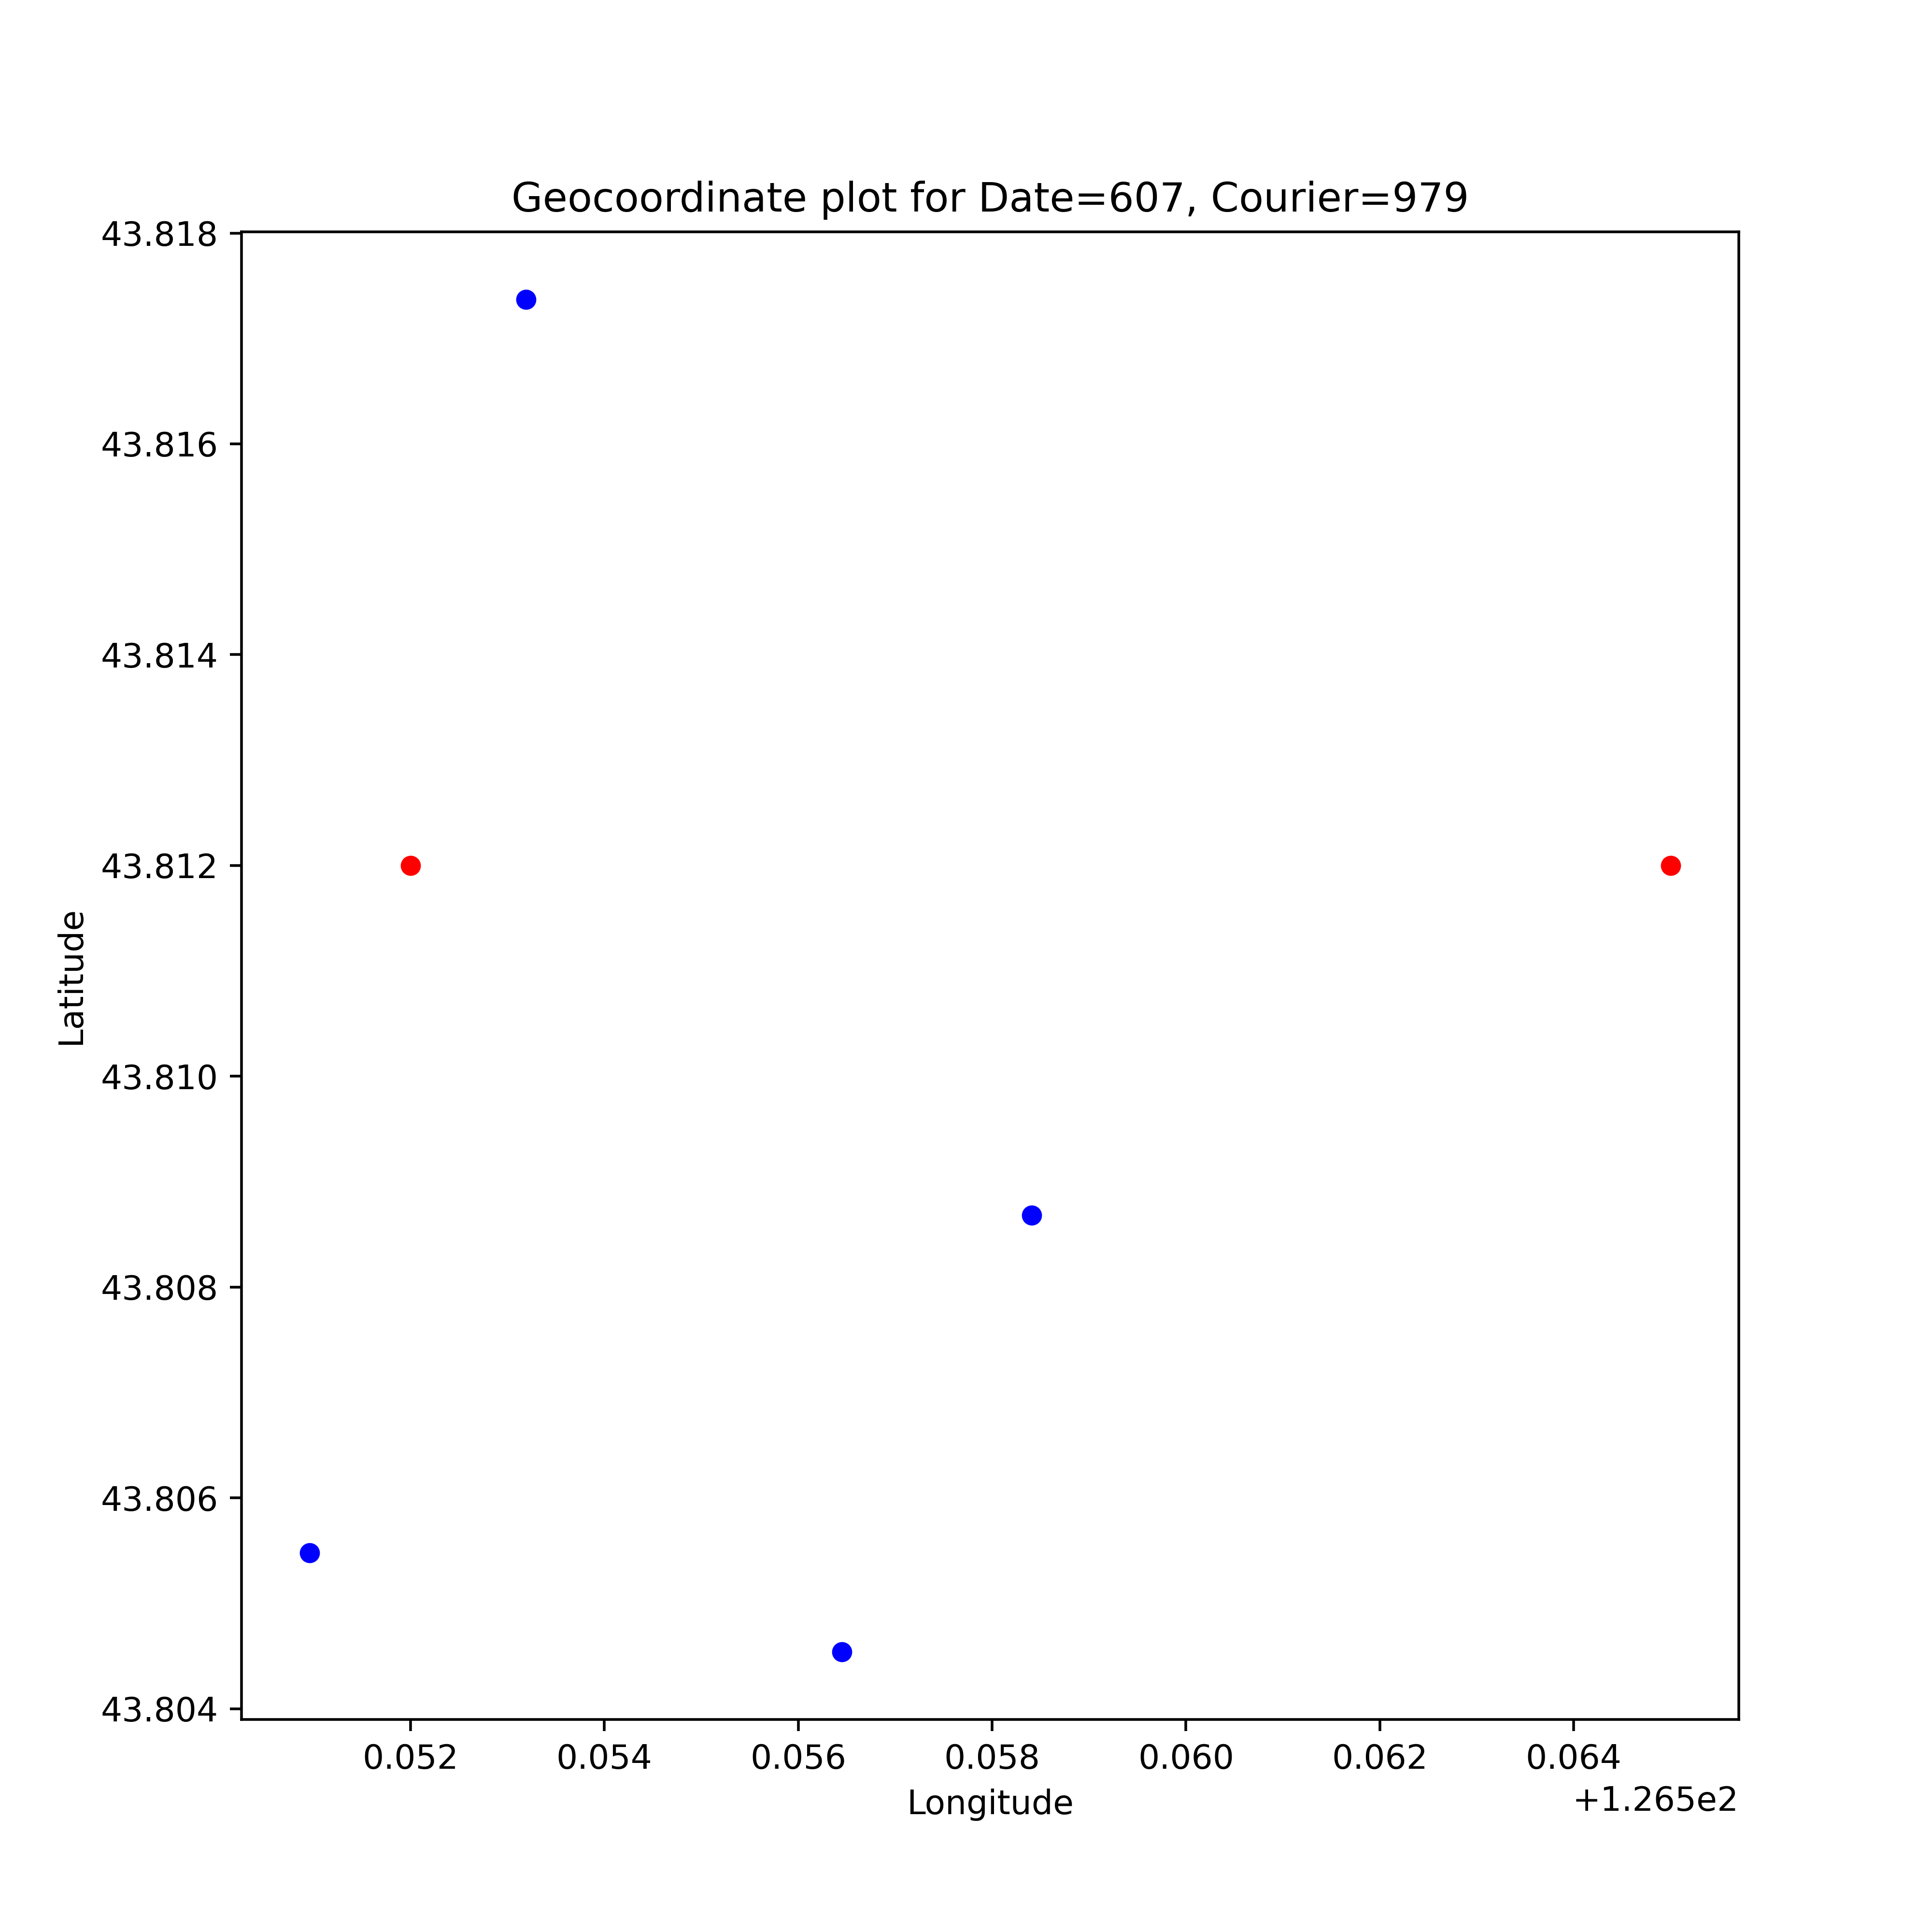 Geocoordinate plot for Date=607, Courier=979
43.818
43.816
43.814
43.812
43.810
43.808
43.806
43.804
Latitude
0.052 0.054 0.056 0.058 0.060 0.062 0.064
+1.265e2
Longitude